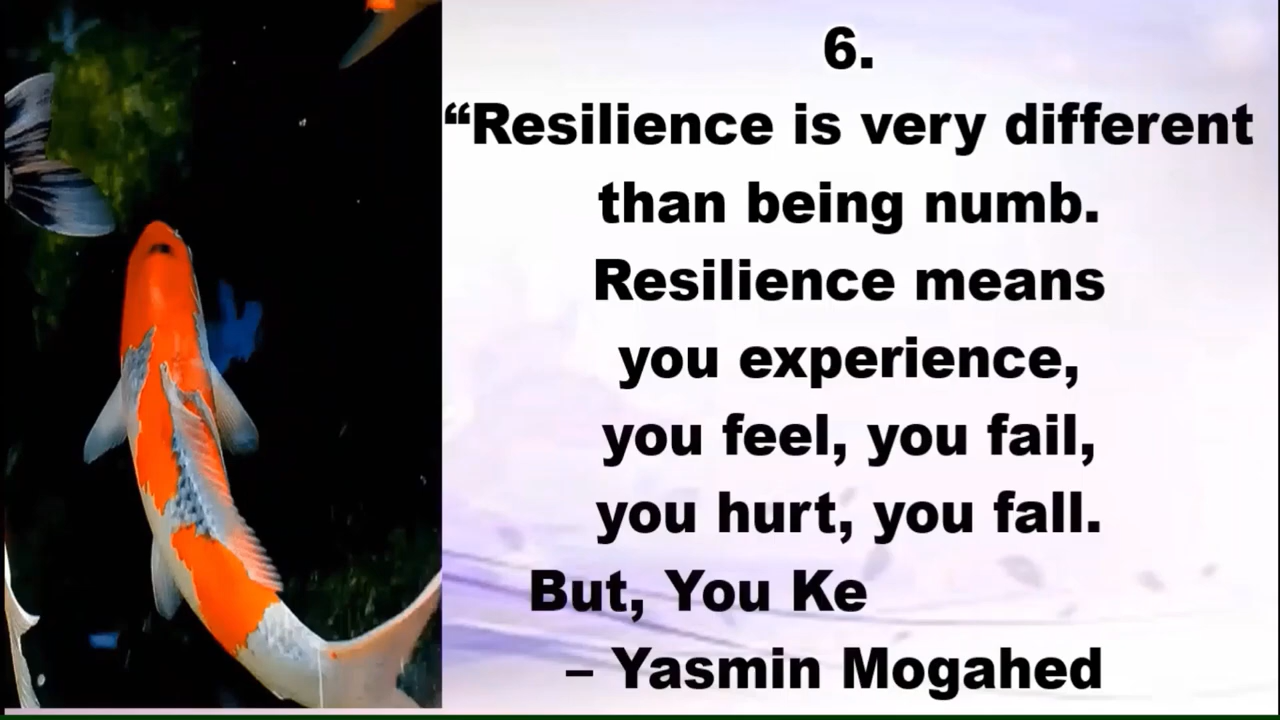 6.
“Resilience is very different
than being numb.
Resilience means
you experience,
you feel, you fail,
you hurt, you fall.
But, You Ke
– Yasmin Mogahed